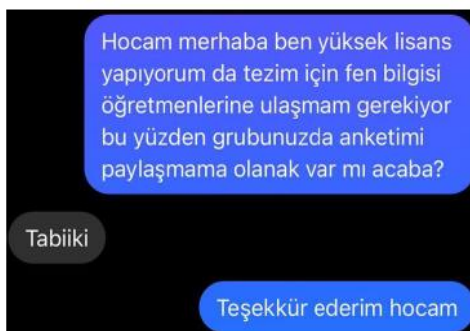 Hocam merhaba ben yüksek lisans
yapıyorum da tezim için fen bilgisi
öğretmenlerine ulaşmam gerekiyor
bu yüzden grubunuzda anketimi
paylaşmama olanak var mı acaba?
Tabiiki
Teşekkür ederim hocam